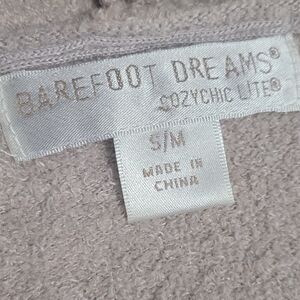 BAREFOOT DREAMS®
COZYCHIC LITE®
S/M
MADE IN
CHINA